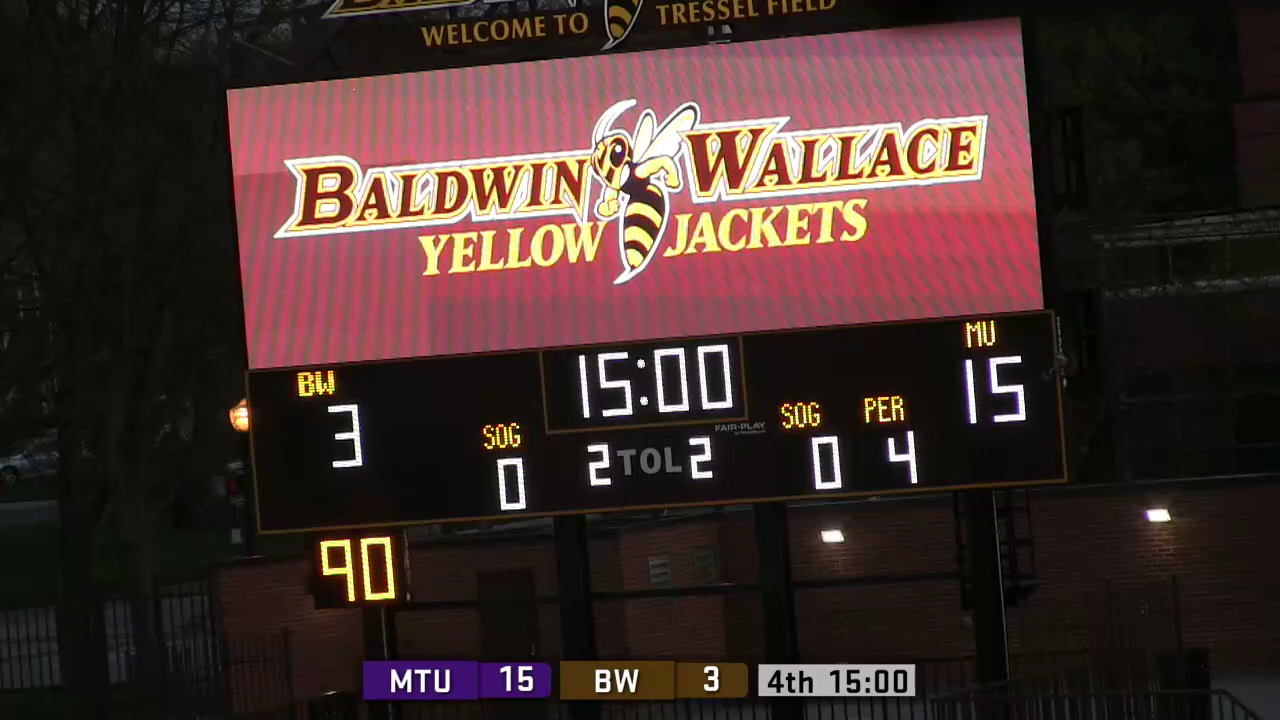 WELCOME TO TRESSEL FIELD
BALDWIN WALLACE
YELLOW JACKETS
BW 15:00 MU
3 15
SOG SOG PER
0 2 TOL 2 0 4
FAIR-PLAY
90
MTU 15 BW 3 4th 15:00